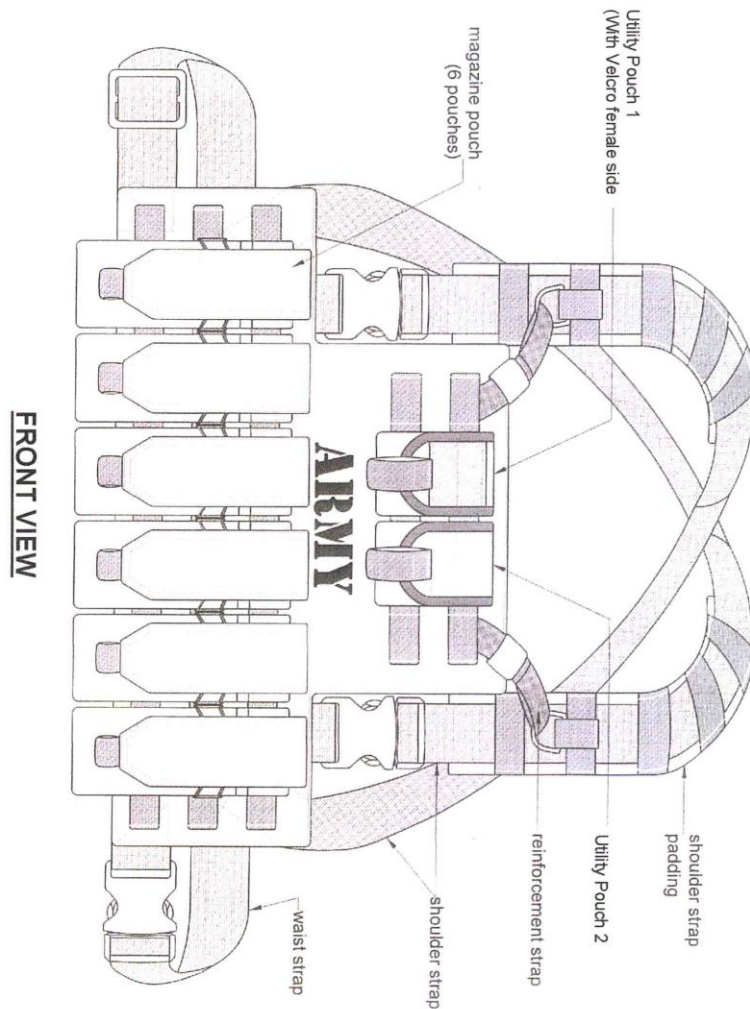 Utility Pouch 1
(With Velcro female side)
magazine pouch
(6 pouches)
ARMY
shoulder strap
padding
Utility Pouch 2
reinforcement strap
shoulder strap
waist strap
FRONT VIEW